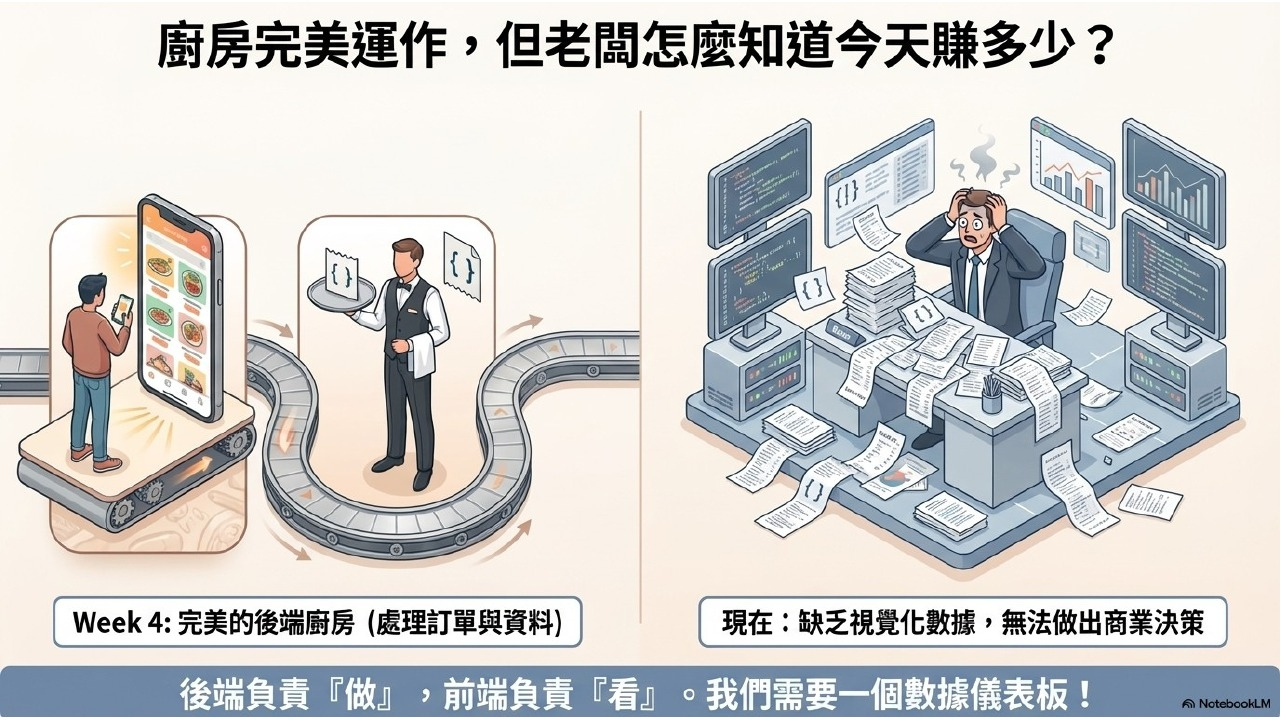 廚房完美運作，但老闆怎麼知道今天賺多少？
{ }
{ }
{ }
{ }
{ }
{ }
Week 4: 完美的後端廚房 (處理訂單與資料)
現在：缺乏視覺化數據，無法做出商業決策
後端負責『做』，前端負責『看』。我們需要一個數據儀表板！
NotebookLM